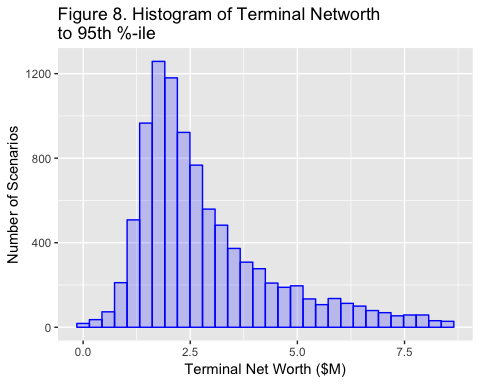 Figure 8. Histogram of Terminal Networth
to 95th %-ile
Number of Scenarios
1200
800
400
0
0.0 2.5 5.0 7.5
Terminal Net Worth ($M)